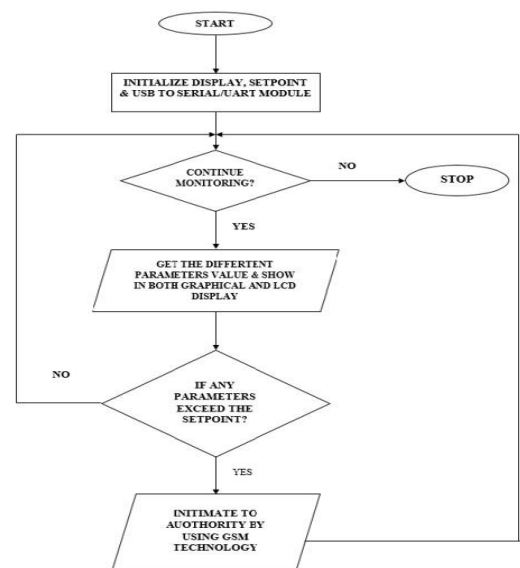 START
INITIALIZE DISPLAY, SETPOINT
& USB TO SERIAL/UART MODULE
CONTINUE
MONITORING?
NO
STOP
YES
GET THE DIFFERTENT
PARAMETERS VALUE & SHOW
IN BOTH GRAPHICAL AND LCD
DISPLAY
NO
IF ANY
PARAMETERS
EXCEED THE
SETPOINT?
YES
INITIMATE TO
AUOTHORITY BY
USING GSM
TECHNOLOGY